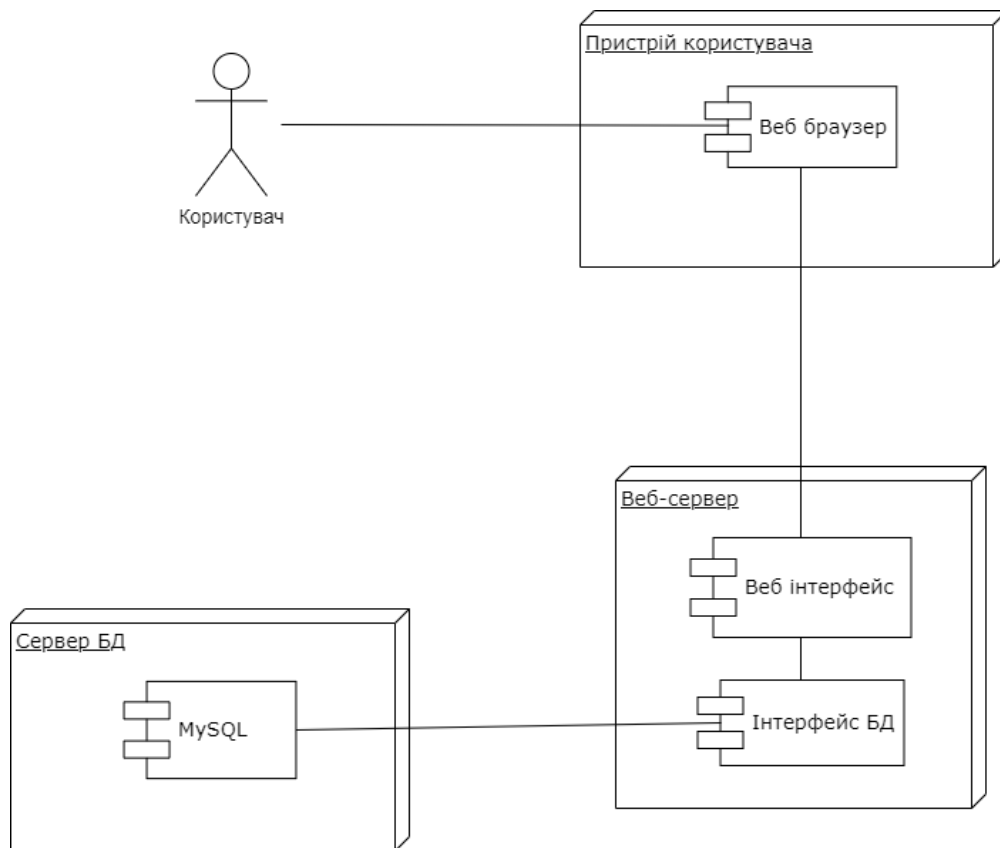 Пристрій користувача
Веб браузер
Користувач
Веб-сервер
Веб інтерфейс
Сервер БД
MySQL
Інтерфейс БД